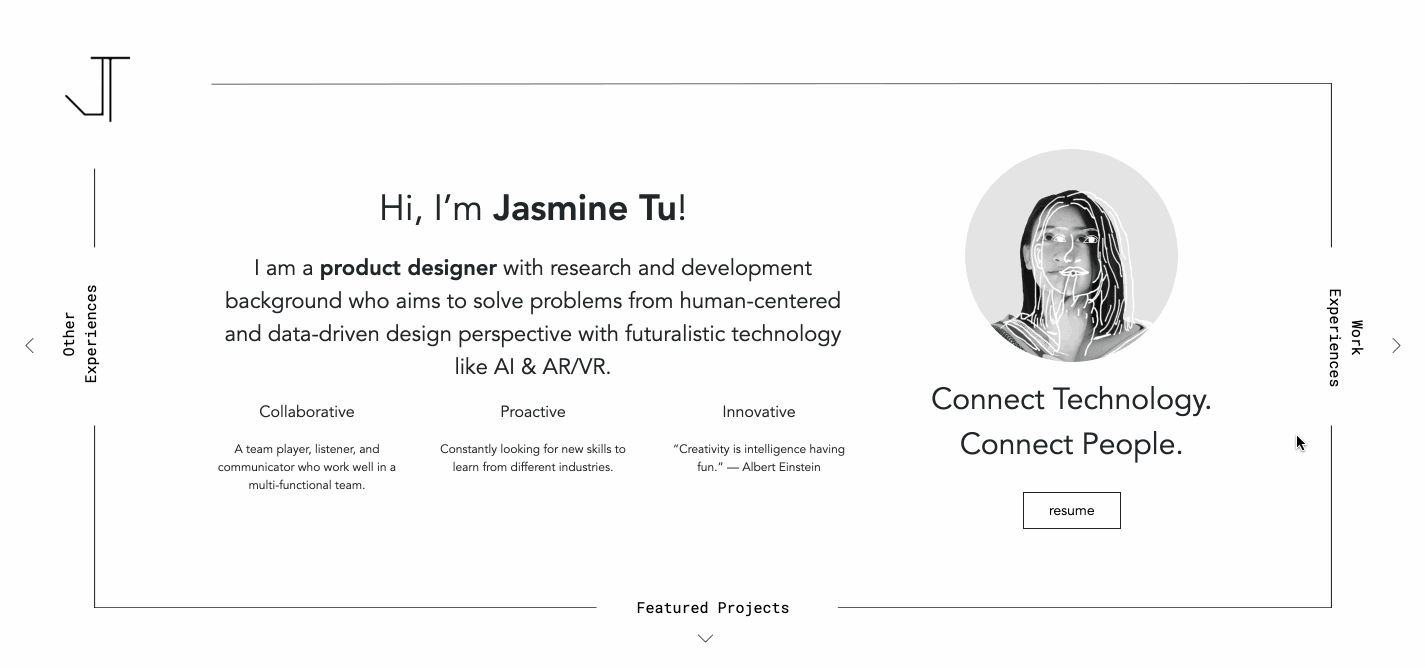 JT
Hi, I’m Jasmine Tu!
I am a product designer with research and development
background who aims to solve problems from human-centered
and data-driven design perspective with futuralistic technology
like AI & AR/VR.
Collaborative
A team player, listener, and
communicator who work well in a
multi-functional team.
Proactive
Constantly looking for new skills to
learn from different industries.
Innovative
“Creativity is intelligence having
fun.” — Albert Einstein
Connect Technology.
Connect People.
resume
Other
Experiences
Work
Experiences
Featured Projects